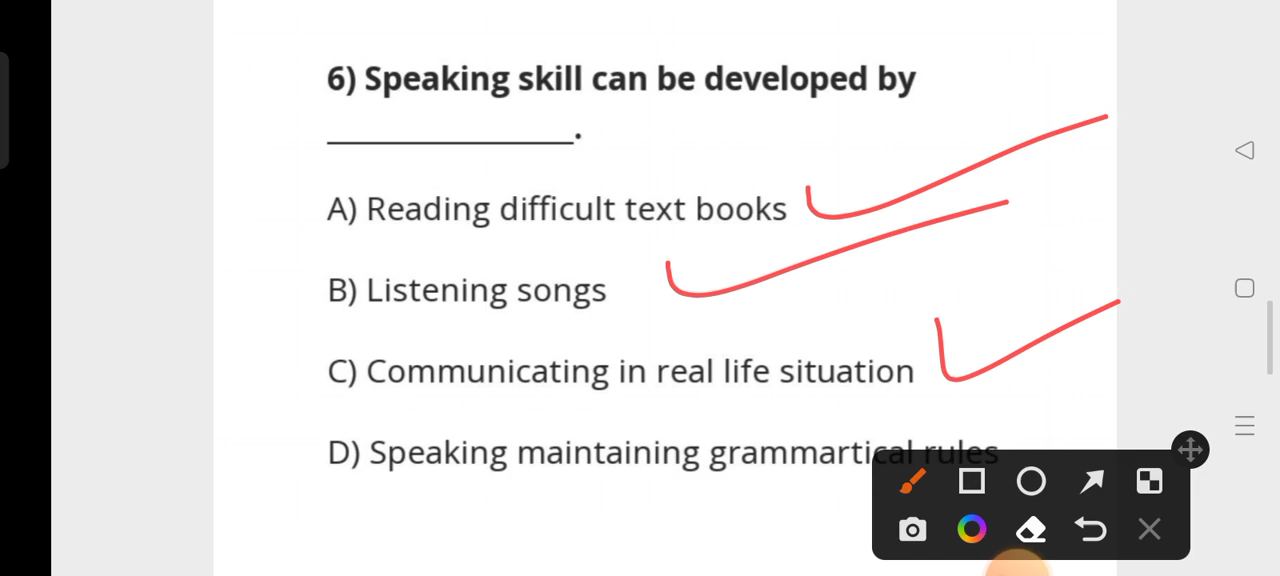 6) Speaking skill can be developed by
______________.
A) Reading difficult text books
B) Listening songs
C) Communicating in real life situation
D) Speaking maintaining grammartical rules